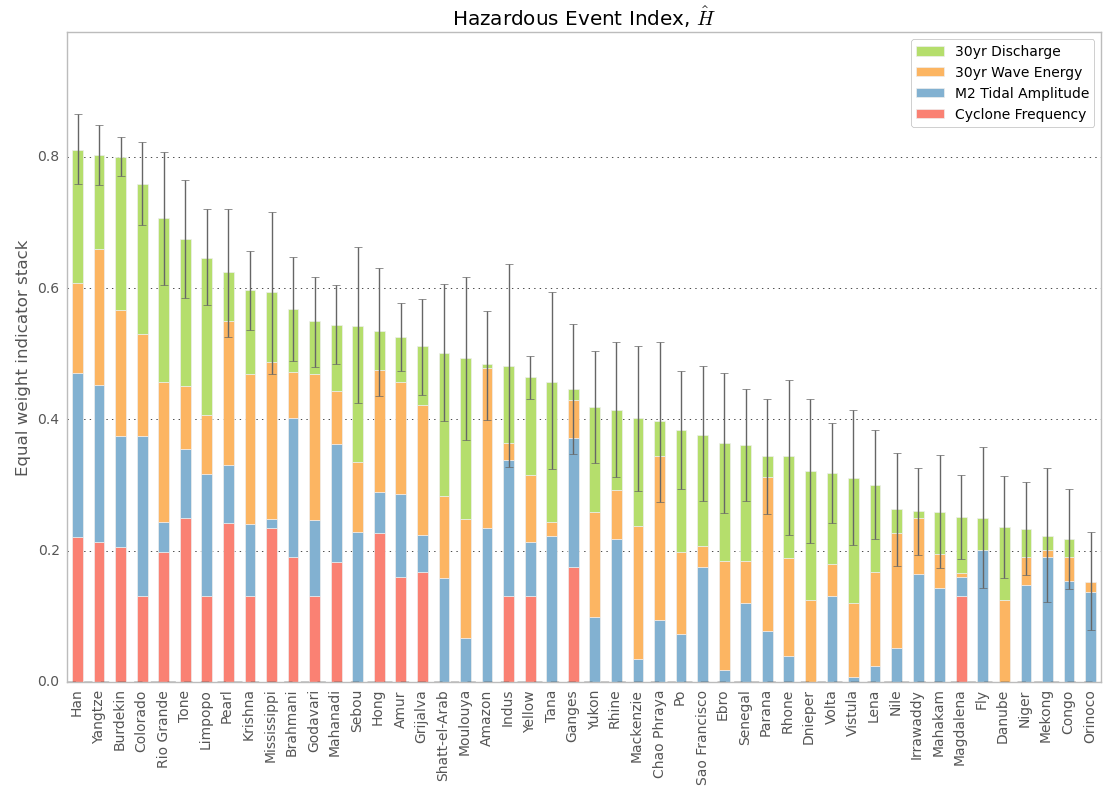 Hazardous Event Index, Ĥ
30yr Discharge
30yr Wave Energy
M2 Tidal Amplitude
Cyclone Frequency
Equal weight indicator stack
0.8
0.6
0.4
0.2
0.0
Han
Yangtze
Burdekin
Colorado
Rio Grande
Tone
Limpopo
Pearl
Krishna
Mississippi
Brahmani
Godavari
Mahanadi
Sebou
Hong
Amur
Grijalva
Shatt-el-Arab
Moulouya
Amazon
Indus
Yellow
Tana
Ganges
Yukon
Rhine
Mackenzie
Chao Phraya
Po
Sao Francisco
Ebro
Senegal
Parana
Rhone
Dnieper
Volta
Vistula
Lena
Nile
Irrawaddy
Mahakam
Magdalena
Fly
Danube
Niger
Mekong
Congo
Orinoco